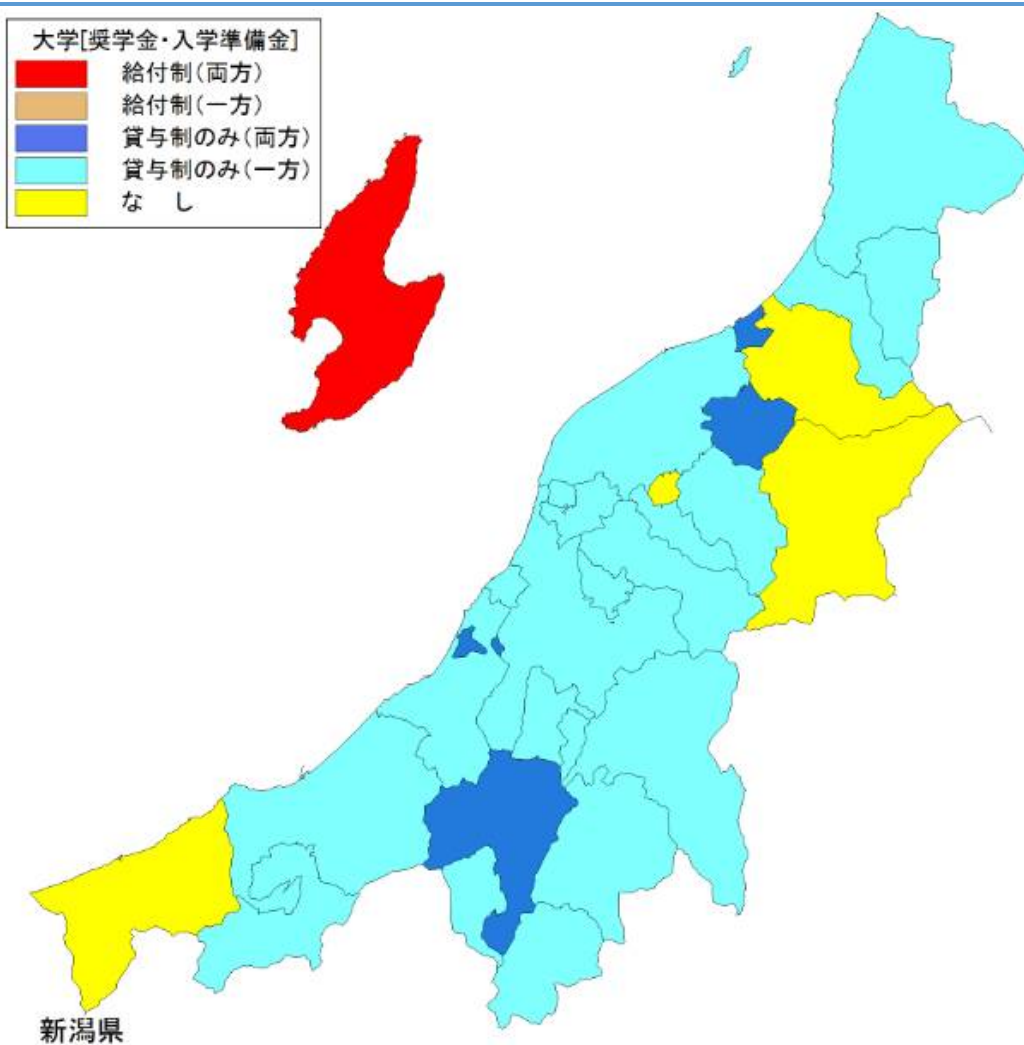 大学[奨学金・入学準備金]
給付制(両方)
給付制(一方)
貸与制のみ(両方)
貸与制のみ(一方)
な し
新潟県